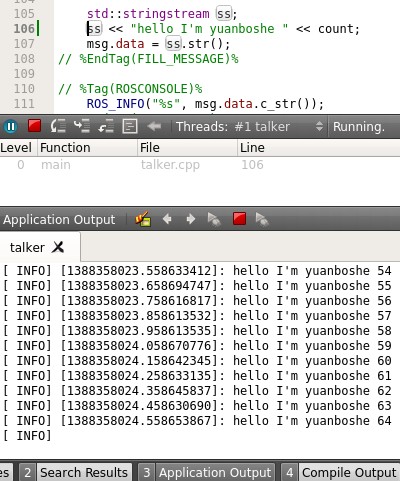 105 std::stringstream ss;
106 ss << "hello I'm yuanboshe " << count;
107 msg.data = ss.str();
108 // %EndTag(FILL_MESSAGE)%
109
110 // %Tag(ROSCONSOLE)%
111 ROS_INFO("%s", msg.data.c_str());
Threads: #1 talker Running.
Level Function File Line
0 main talker.cpp 106
Application Output
talker
[ INFO] [1388358023.558633412]: hello I'm yuanboshe 54
[ INFO] [1388358023.658694747]: hello I'm yuanboshe 55
[ INFO] [1388358023.758616817]: hello I'm yuanboshe 56
[ INFO] [1388358023.858613532]: hello I'm yuanboshe 57
[ INFO] [1388358023.958613535]: hello I'm yuanboshe 58
[ INFO] [1388358024.058670776]: hello I'm yuanboshe 59
[ INFO] [1388358024.158642345]: hello I'm yuanboshe 60
[ INFO] [1388358024.258633135]: hello I'm yuanboshe 61
[ INFO] [1388358024.358645837]: hello I'm yuanboshe 62
[ INFO] [1388358024.458630690]: hello I'm yuanboshe 63
[ INFO] [1388358024.558653867]: hello I'm yuanboshe 64
[ INFO]
es 2 Search Results 3 Application Output 4 Compile Output